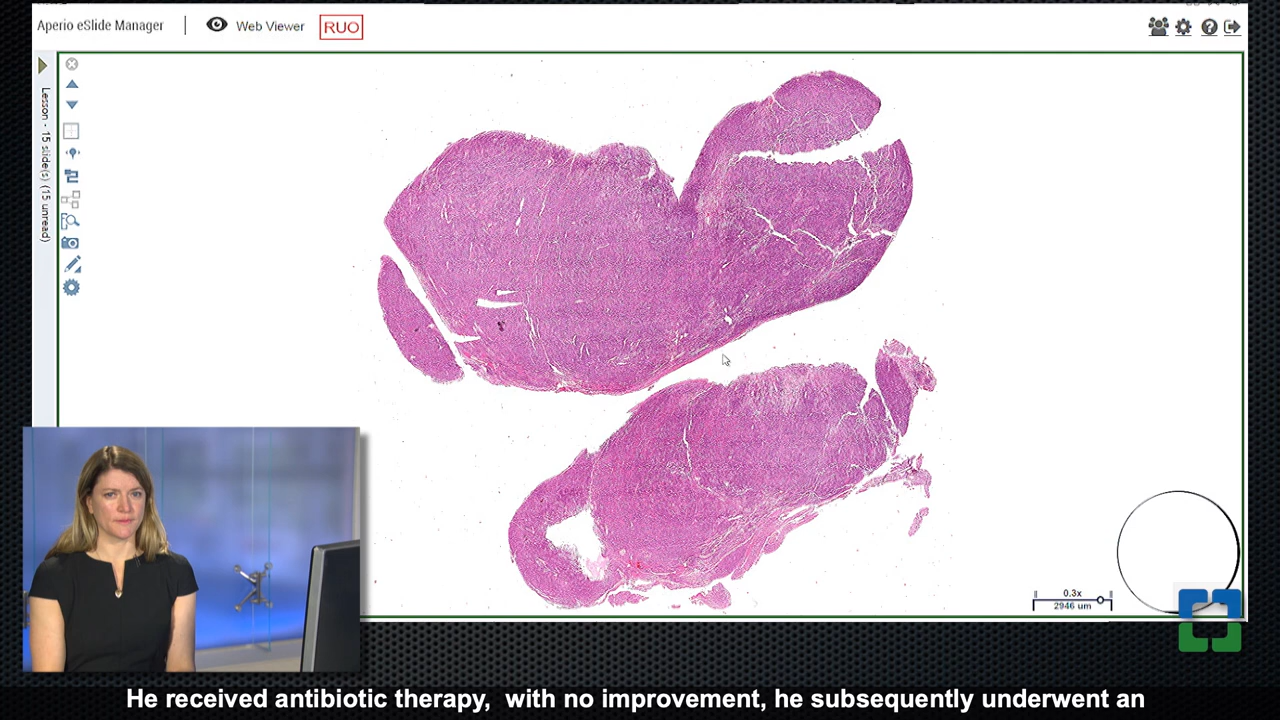 Aperio eSlide Manager
Web Viewer
RUO
Lesson - 15 slide(s) (15 unread)
0.3x
2946 um
He received antibiotic therapy, with no improvement, he subsequently underwent an